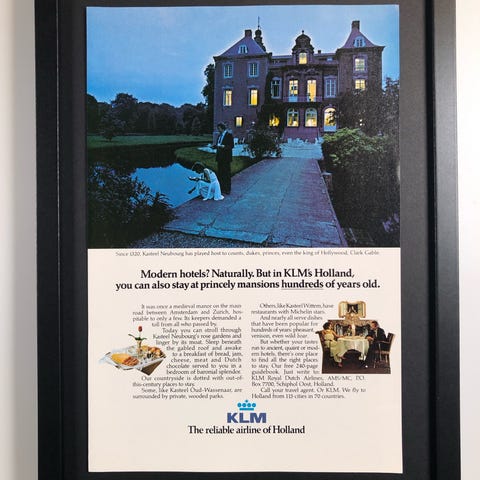 Since 1320, Kasteel Neubourg has played host to counts, dukes, princes, even the king of Hollywood, Clark Gable.
Modern hotels? Naturally. But in KLM's Holland,
you can also stay at princely mansions hundreds of years old.
It was once a medieval manor on the main
road between Amsterdam and Zurich, hos-
pitable to only a few. Its keepers demanded a
toll from all who passed by.
Today you can stroll through
Kasteel Neubourg's rose gardens and
linger by its moat. Sleep beneath
the gabled roof and awake
to a breakfast of bread, jam,
cheese, meat and Dutch
chocolate served to you in a
bedroom of baronial splendor.
Our countryside is dotted with out-of-
this-century places to stay.
Some, like Kasteel Oud-Wassenaar, are
surrounded by private, wooded parks.
Others, like Kasteel Wittem, have
restaurants with Michelin stars.
And nearly all serve dishes
that have been popular for
hundreds of years: pheasant,
venison, even wild boar.
But whether your tastes
run to ancient, quaint or mod-
ern hotels, there's one place
to find all the right places
to stay. Our free 240-page
guidebook. Just write to:
KLM Royal Dutch Airlines, AMS/MC, P.O.
Box 7700, Schiphol Oost, Holland.
Call your travel agent. Or KLM. We fly to
Holland from 115 cities in 70 countries.
KLM
The reliable airline of Holland